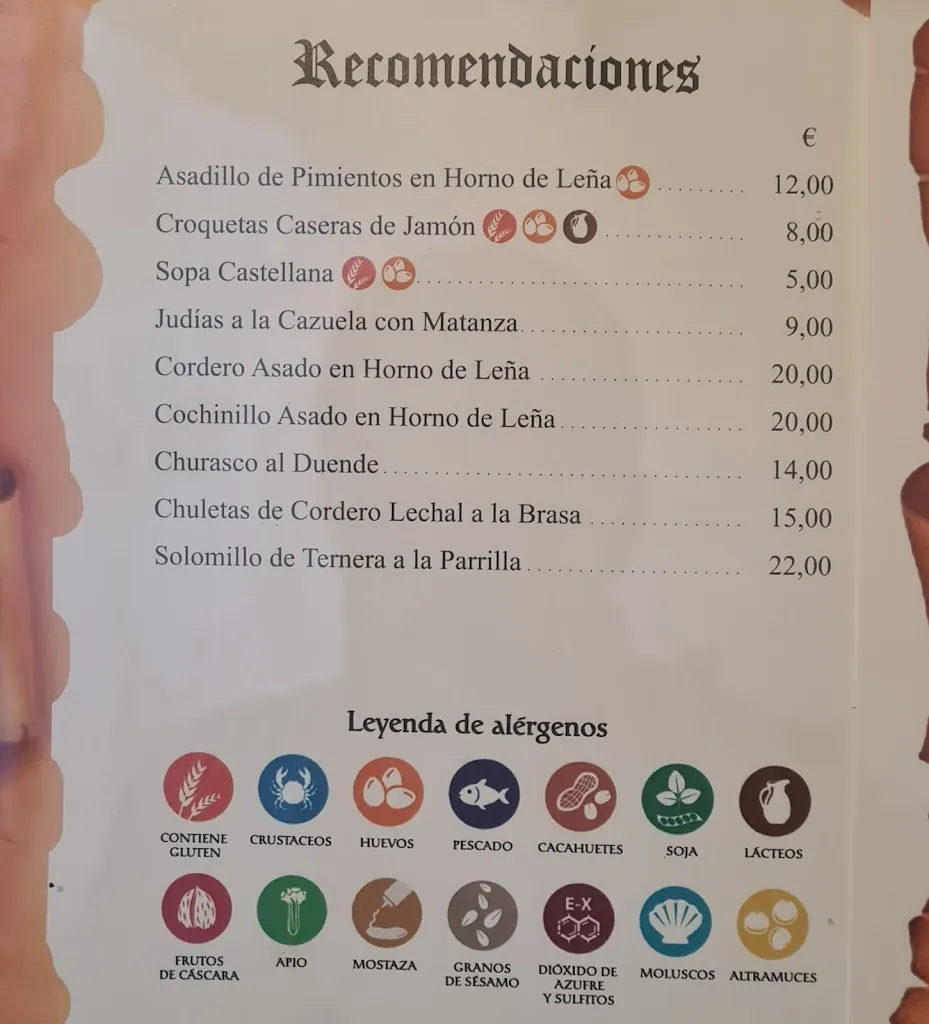 Recomendaciones
€
Asadillo de Pimientos en Horno de Leña ......... 12,00
Croquetas Caseras de Jamón .............. 8,00
Sopa Castellana ................................. 5,00
Judías a la Cazuela con Matanza ...................... 9,00
Cordero Asado en Horno de Leña .................... 20,00
Cochinillo Asado en Horno de Leña .................. 20,00
Churasco al Duende .................................... 14,00
Chuletas de Cordero Lechal a la Brasa ............... 15,00
Solomillo de Ternera a la Parrilla ...................... 22,00
Leyenda de alérgenos
CONTIENE GLUTEN CRUSTACEOS HUEVOS PESCADO CACAHUETES SOJA LÁCTEOS
E-X
FRUTOS DE CÁSCARA APIO MOSTAZA GRANOS DE SÉSAMO DIÓXIDO DE AZUFRE Y SULFITOS MOLUSCOS ALTRAMUCES